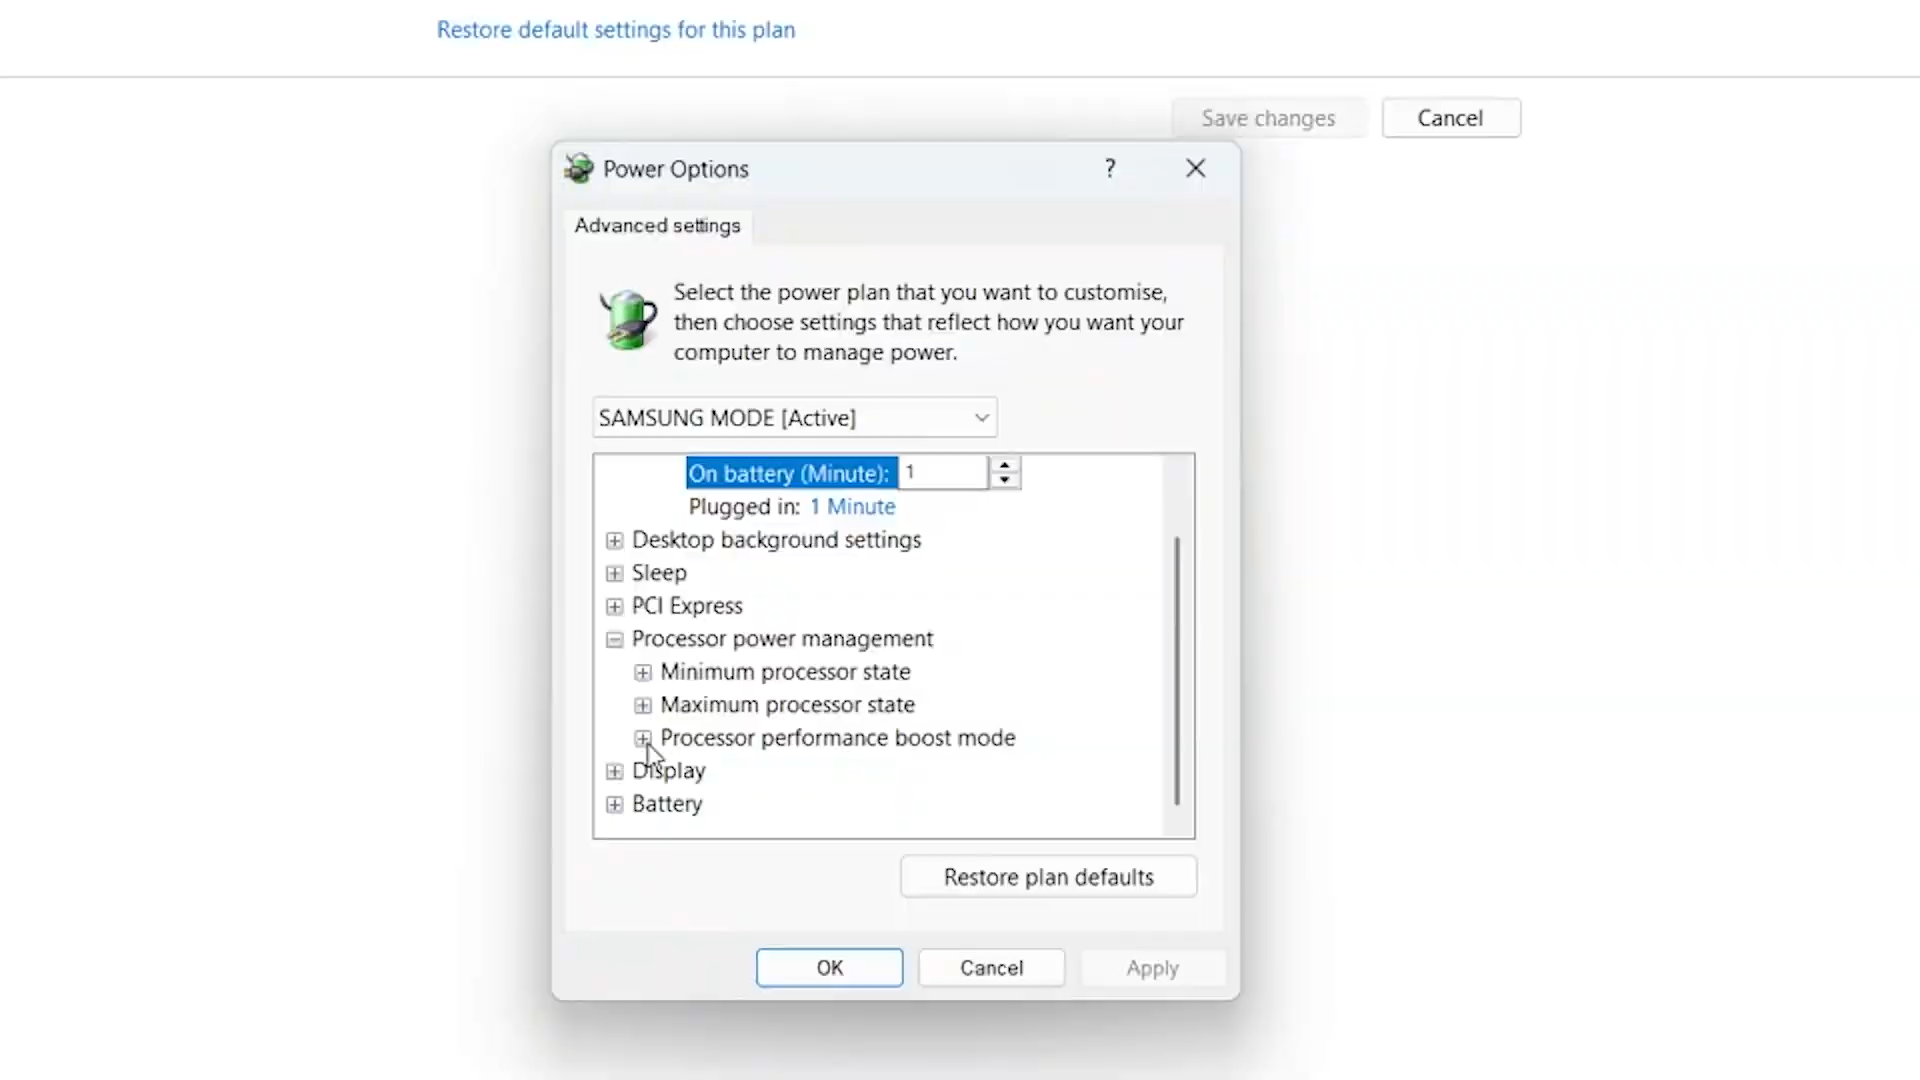 Restore default settings for this plan
Save changes
Cancel
Power Options
?
Advanced settings
Select the power plan that you want to customise,
then choose settings that reflect how you want your
computer to manage power.
SAMSUNG MODE [Active]
On battery (Minute): 1
Plugged in: 1 Minute
Desktop background settings
Sleep
PCI Express
Processor power management
Minimum processor state
Maximum processor state
Processor performance boost mode
Display
Battery
Restore plan defaults
OK
Cancel
Apply